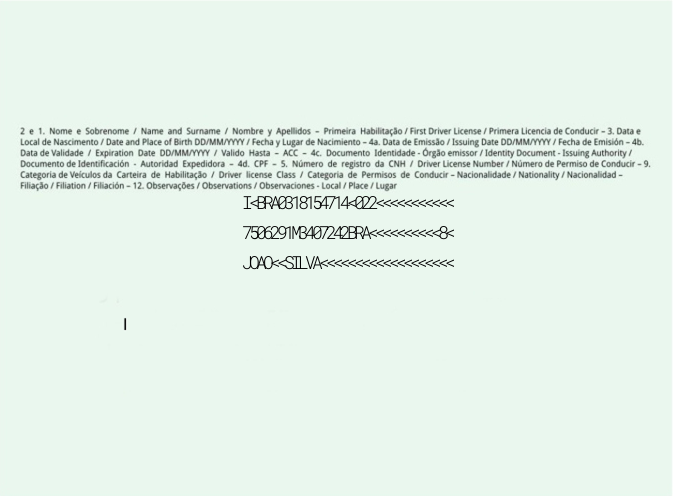 2 e 1. Nome e Sobrenome / Name and Surname / Nombre y Apellidos – Primeira Habilitação / First Driver License / Primera Licencia de Conducir – 3. Data e
Local de Nascimento / Date and Place of Birth DD/MM/YYYY / Fecha y Lugar de Nacimiento – 4a. Data de Emissão / Issuing Date DD/MM/YYYY / Fecha de Emisión – 4b.
Data de Validade / Expiration Date DD/MM/YYYY / Valido Hasta – ACC – 4c. Documento Identidade - Órgão emissor / Identity Document - Issuing Authority /
Documento de Identificación - Autoridad Expedidora – 4d. CPF – 5. Número de registro da CNH / Driver License Number / Número de Permiso de Conducir – 9.
Categoria de Veículos da Carteira de Habilitação / Driver license Class / Categoria de Permisos de Conducir – Nacionalidade / Nationality / Nacionalidad –
Filiação / Filiation / Filiación – 12. Observações / Observations / Observaciones - Local / Place / Lugar
I<BRA0318154714<022<<<<<<<<<<<
7506291M3407242BRA<<<<<<<<<<8<
JOAO<<SILVA<<<<<<<<<<<<<<<<<<<